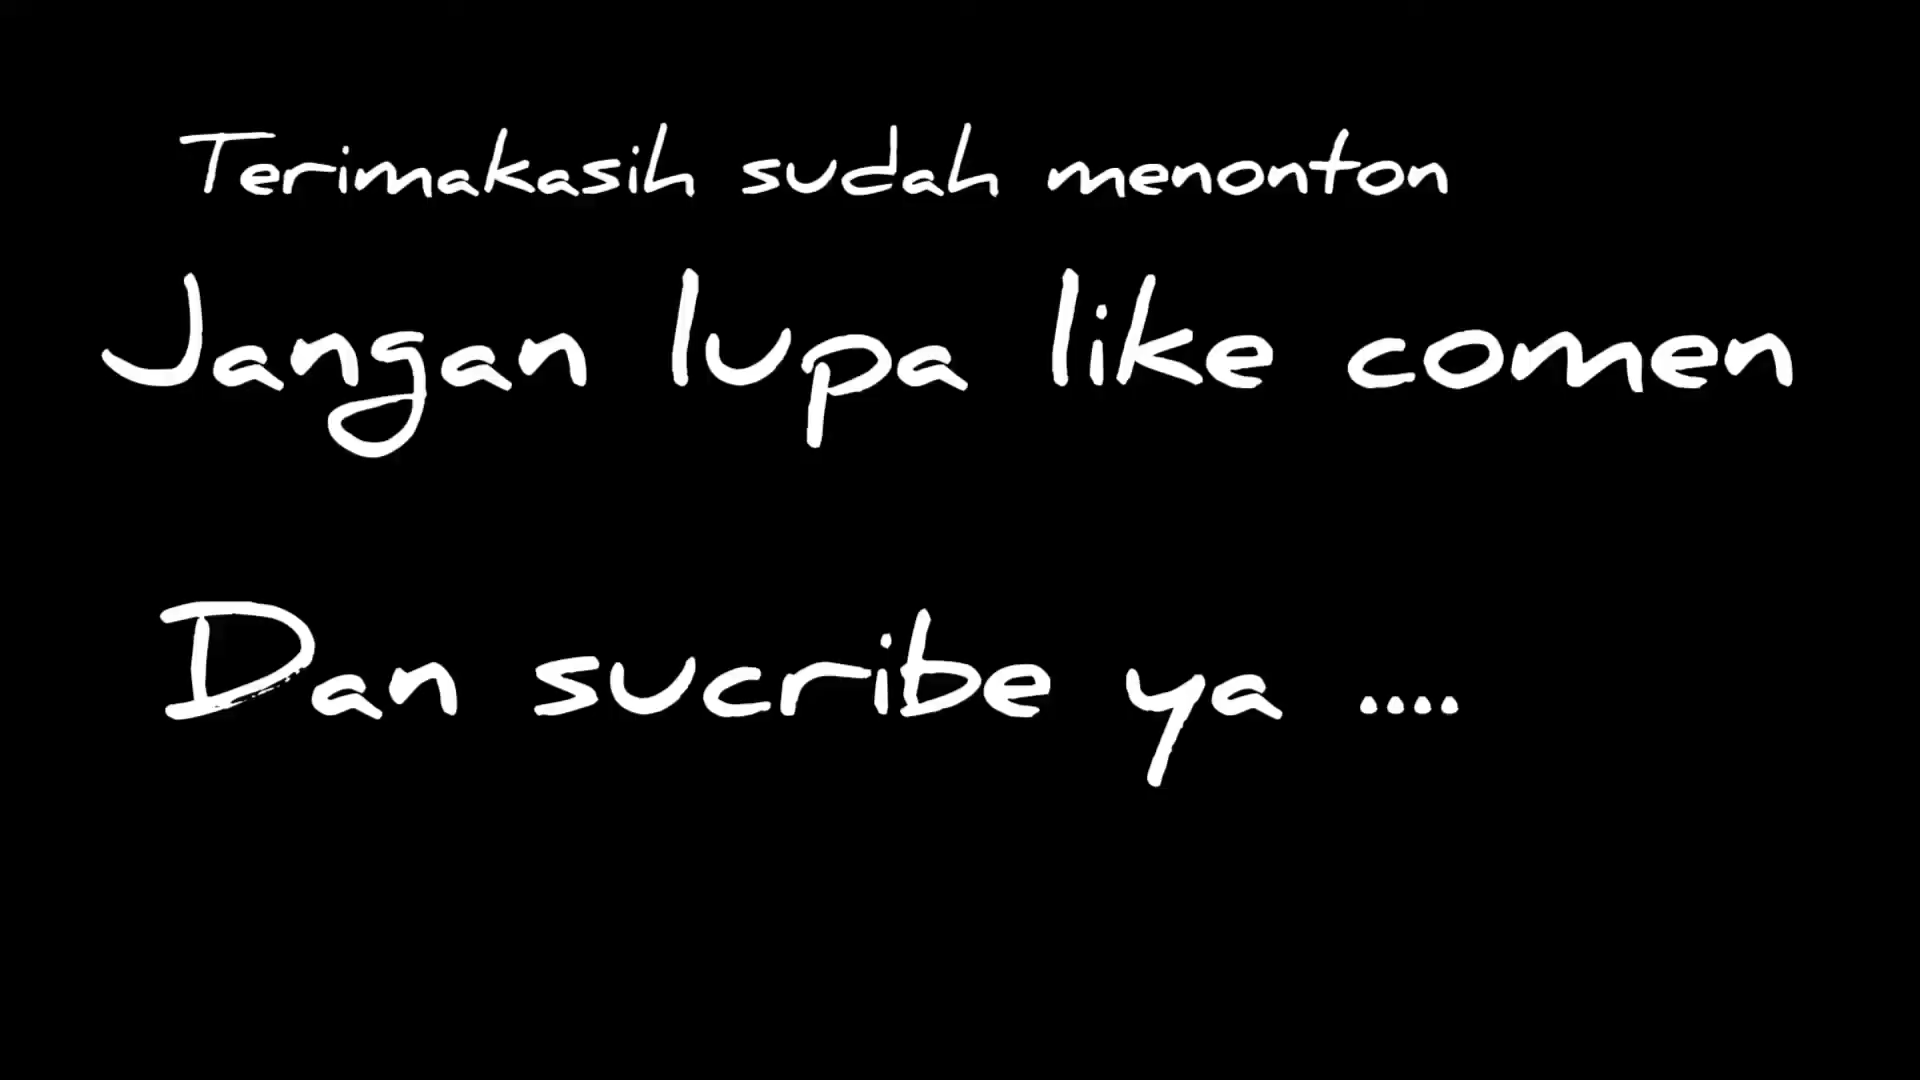 Terimakasih sudah menonton
Jangan lupa like comen
Dan sucribe ya ....